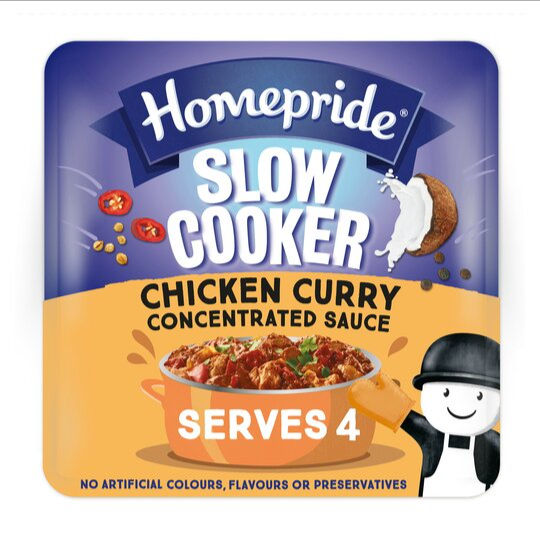 Homepride®
SLOW
COOKER
CHICKEN CURRY
CONCENTRATED SAUCE
SERVES 4
NO ARTIFICIAL COLOURS, FLAVOURS OR PRESERVATIVES